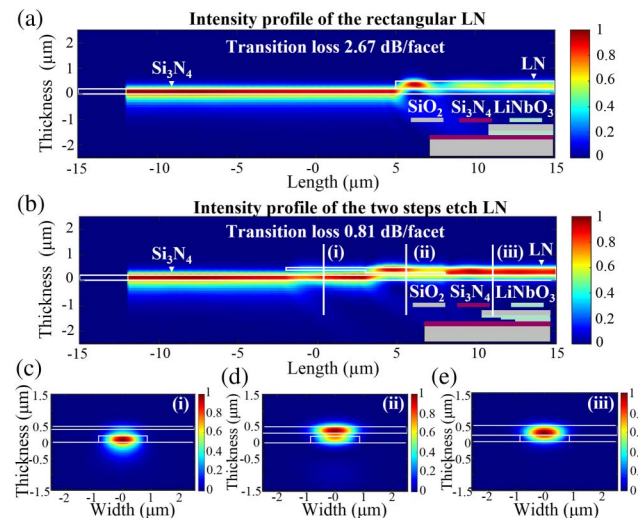 (a)
Intensity profile of the rectangular LN
Transition loss 2.67 dB/facet
Si3N4
LN
SiO2 Si3N4 LiNbO3
Thickness (µm)
2
1
0
-1
-2
-15 -10 -5 -0 5 10 15
Length (µm)
1
0.8
0.6
0.4
0.2
0
(b)
Intensity profile of the two steps etch LN
Transition loss 0.81 dB/facet
Si3N4
(i) (ii) (iii)
LN
SiO2 Si3N4 LiNbO3
Thickness (µm)
2
1
0
-1
-2
-15 -10 -5 -0 5 10 15
Length (µm)
1
0.8
0.6
0.4
0.2
0
(c)
(i)
Thickness (µm)
1.5
0.5
0
0.5
-1.5
-2 -1 -0 1 2
Width (µm)
1
0.8
0.6
0.4
0.2
0
(d)
(ii)
1.5
0.5
0
0.5
-1.5
-2 -1 -0 1 2
Width (µm)
1
0.8
0.6
0.4
0.2
0
(e)
(iii)
Thickness (µm)
1.5
0.5
0
0.5
-1.5
-2 -1 -0 1 2
Width (µm)
1
0.8
0.6
0.4
0.2
0